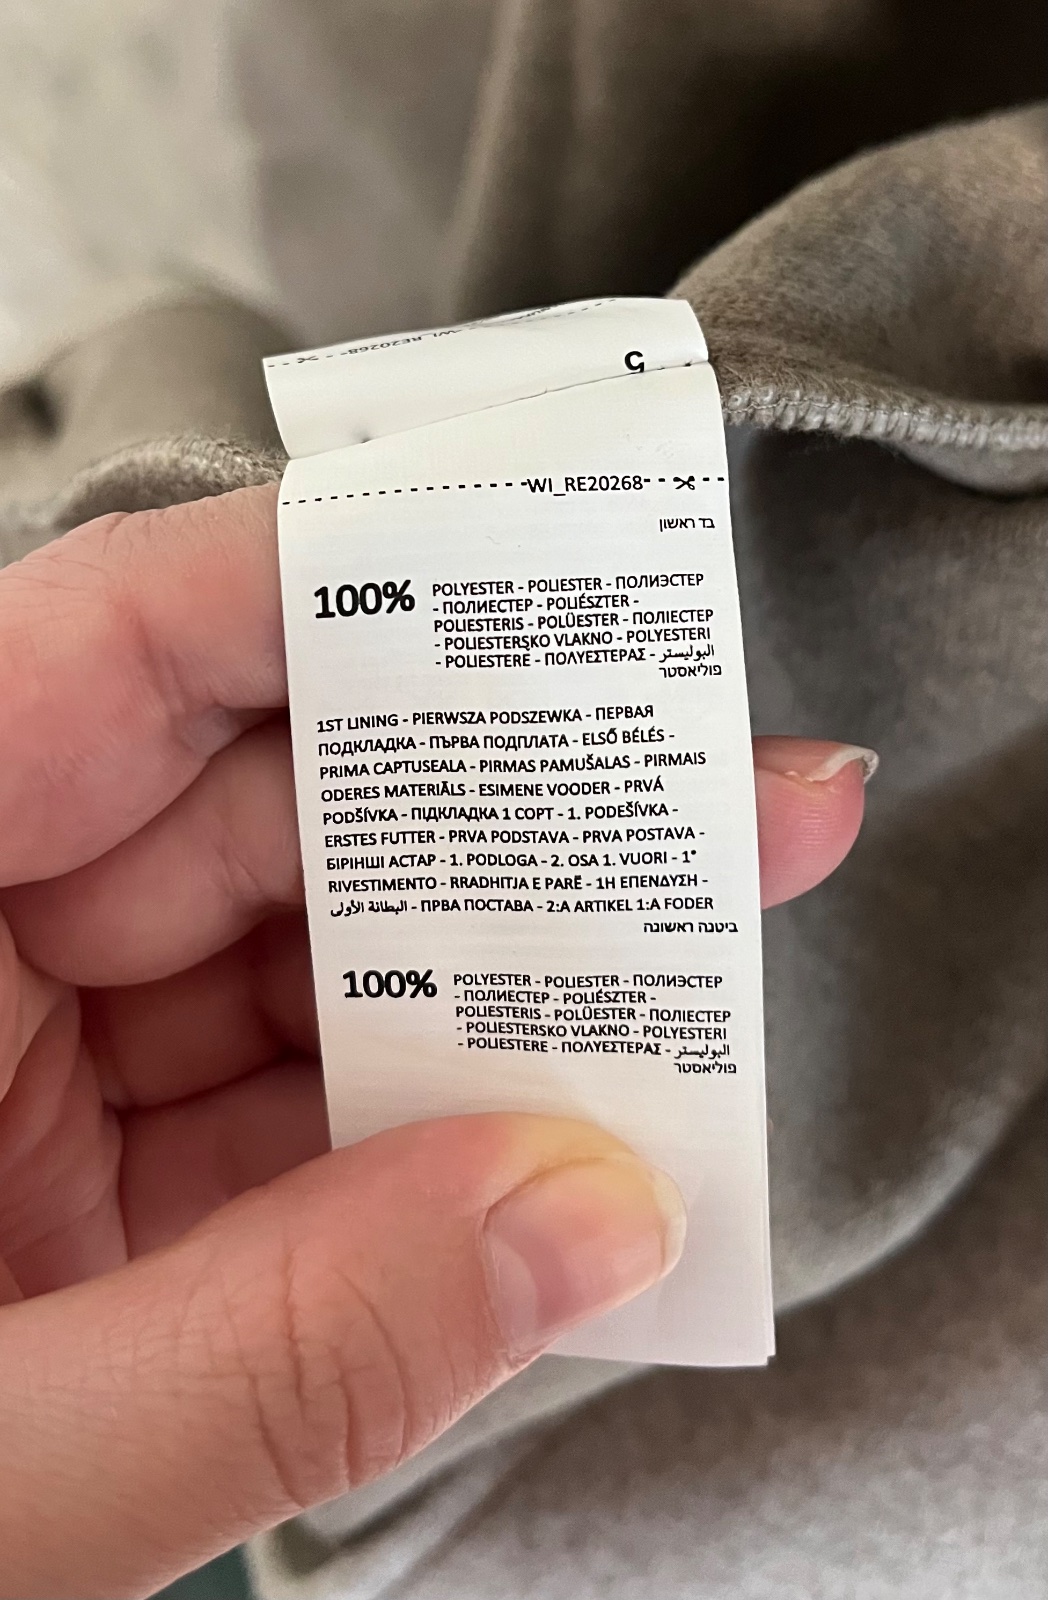 WI_RE20268
5
WI_RE20268
בד ראשון
100% POLYESTER - POLIESTER - ПОЛИЭСТЕР
- ПОЛИЕСТЕР - POLIÉSZTER -
POLIESTERIS - POLÜESTER - ПОЛІЕСТЕР
- POLIESTERSKO VLAKNO - POLYESTERI
- POLIESTERE - ΠΟΛΥΕΣΤΕΡΑΣ - البوليستر
פוליאסטר
1ST LINING - PIERWSZA PODSZEWKA - ПЕРВАЯ
ПОДКЛАДКА - ПЪРВА ПОДПЛАТА - ELSŐ BÉLÉS -
PRIMA CAPTUSEALA - PIRMAS PAMUŠALAS - PIRMAIS
ODERES MATERIĀLS - ESIMENE VOODER - PRVÁ
PODŠÍVKA - ПІДКЛАДКА 1 СОРТ - 1. PODEŠÍVKA -
ERSTES FUTTER - PRVA PODSTAVA - PRVA POSTAVA -
БІРІНШІ АСТАР - 1. PODLOGA - 2. OSA 1. VUORI - 1°
RIVESTIMENTO - RRADHITJA E PARË - 1Η ΕΠΕΝΔΥΣΗ -
البطانة الأولى - ПРВА ПОСТАВА - 2:A ARTIKEL 1:A FODER
ביטנה ראשונה
100% POLYESTER - POLIESTER - ПОЛИЭСТЕР
- ПОЛИЕСТЕР - POLIÉSZTER -
POLIESTERIS - POLÜESTER - ПОЛІЕСТЕР
- POLIESTERSKO VLAKNO - POLYESTERI
- POLIESTERE - ΠΟΛΥΕΣΤΕΡΑΣ - البوليستر
פוליאסטר